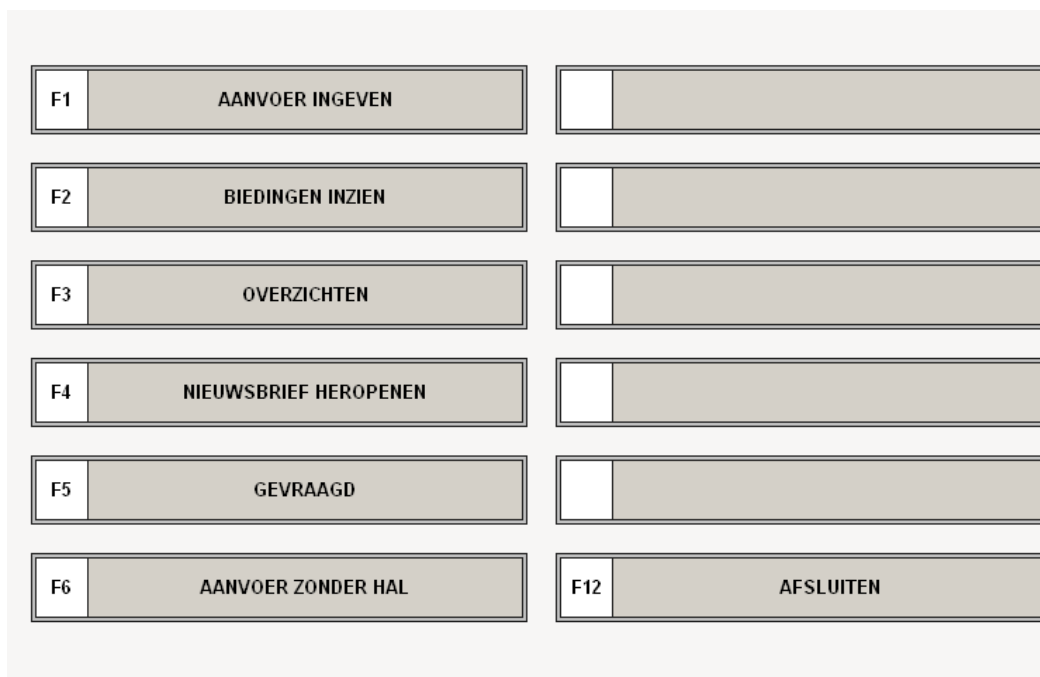 F1 AANVOER INGEVEN
F2 BIEDINGEN INZIEN
F3 OVERZICHTEN
F4 NIEUWSBRIEF HEROPENEN
F5 GEVRAAGD
F6 AANVOER ZONDER HAL
F12 AFSLUITEN